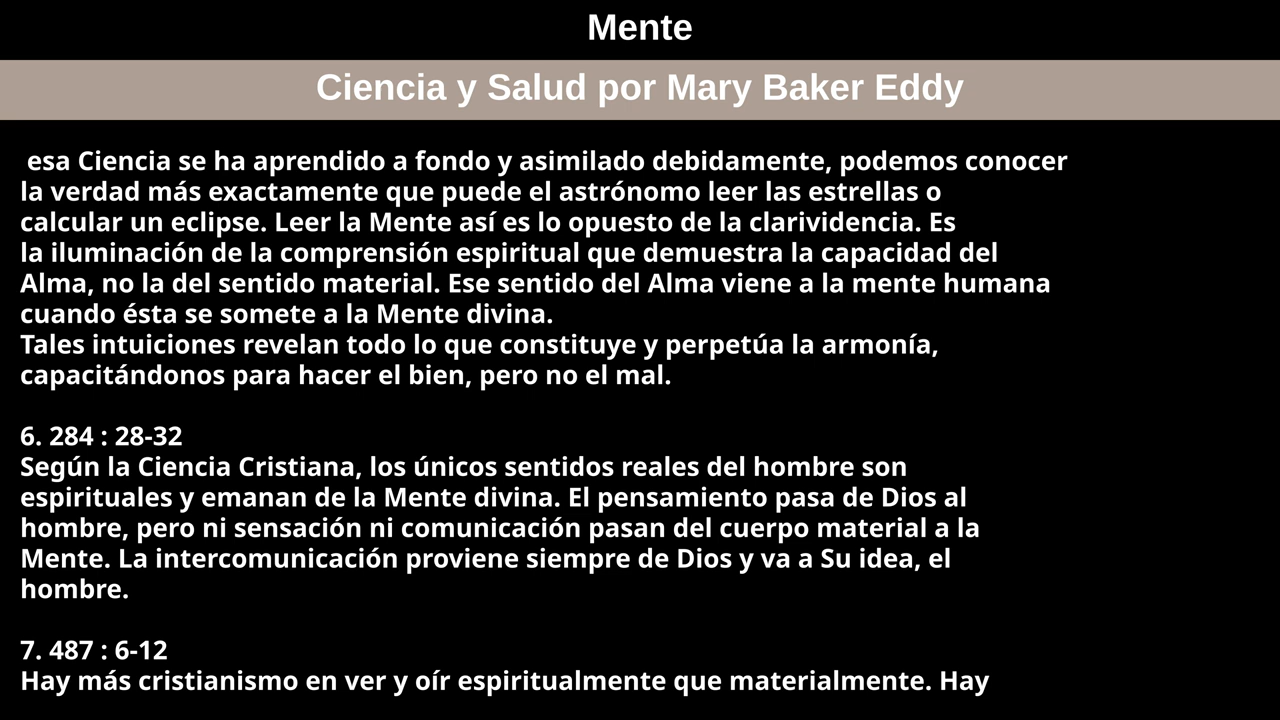 Mente
Ciencia y Salud por Mary Baker Eddy
esa Ciencia se ha aprendido a fondo y asimilado debidamente, podemos conocer
la verdad más exactamente que puede el astrónomo leer las estrellas o
calcular un eclipse. Leer la Mente así es lo opuesto de la clarividencia. Es
la iluminación de la comprensión espiritual que demuestra la capacidad del
Alma, no la del sentido material. Ese sentido del Alma viene a la mente humana
cuando ésta se somete a la Mente divina.
Tales intuiciones revelan todo lo que constituye y perpetúa la armonía,
capacitándonos para hacer el bien, pero no el mal.
6. 284 : 28-32
Según la Ciencia Cristiana, los únicos sentidos reales del hombre son
espirituales y emanan de la Mente divina. El pensamiento pasa de Dios al
hombre, pero ni sensación ni comunicación pasan del cuerpo material a la
Mente. La intercomunicación proviene siempre de Dios y va a Su idea, el
hombre.
7. 487 : 6-12
Hay más cristianismo en ver y oír espiritualmente que materialmente. Hay